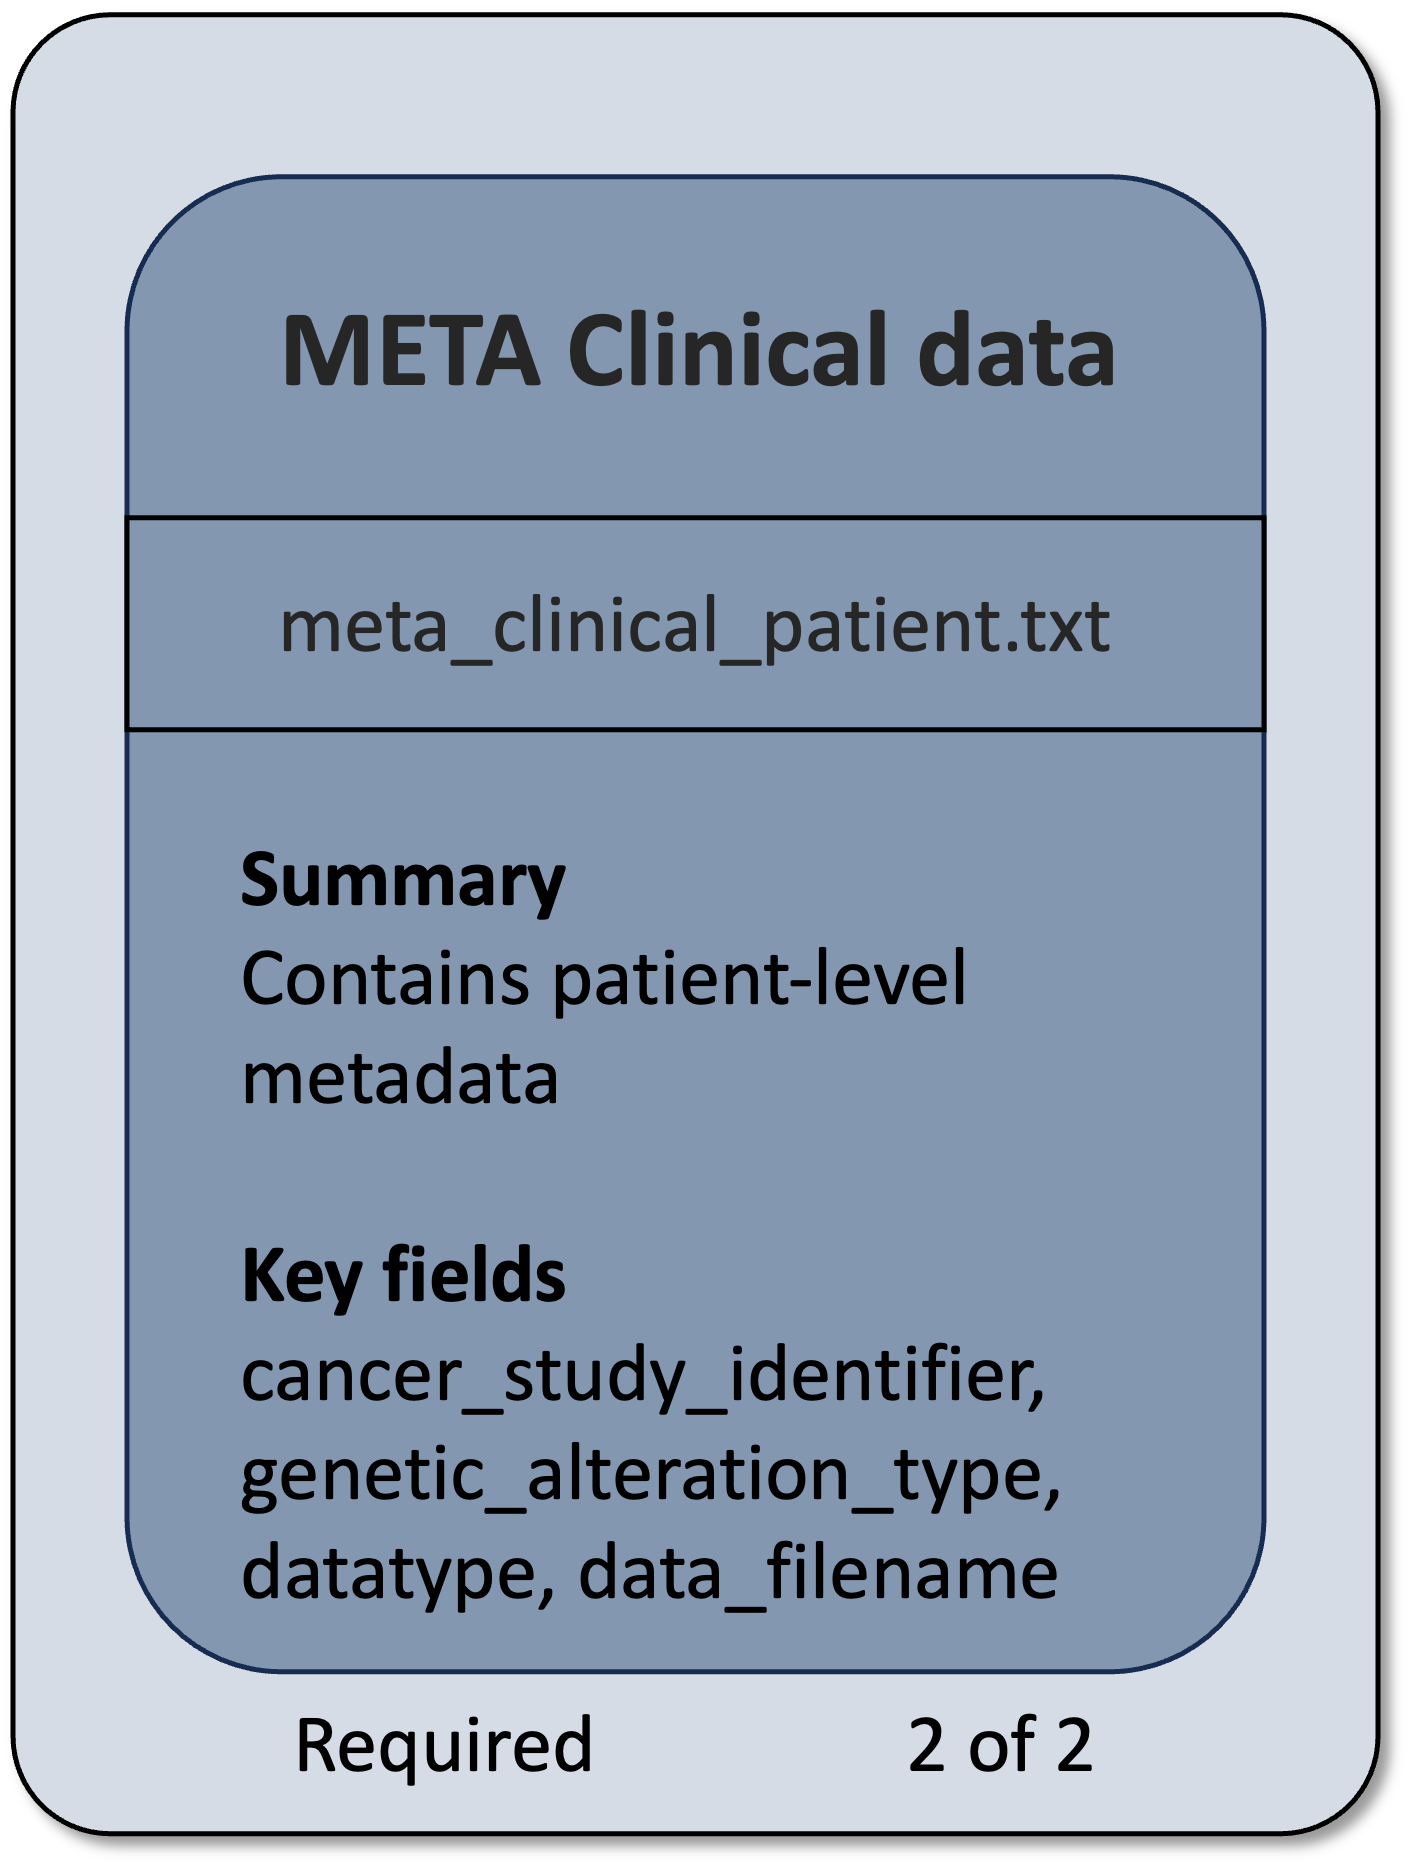 META Clinical data
meta_clinical_patient.txt
Summary
Contains patient-level
metadata
Key fields
cancer_study_identifier,
genetic_alteration_type,
datatype, data_filename
Required 2 of 2